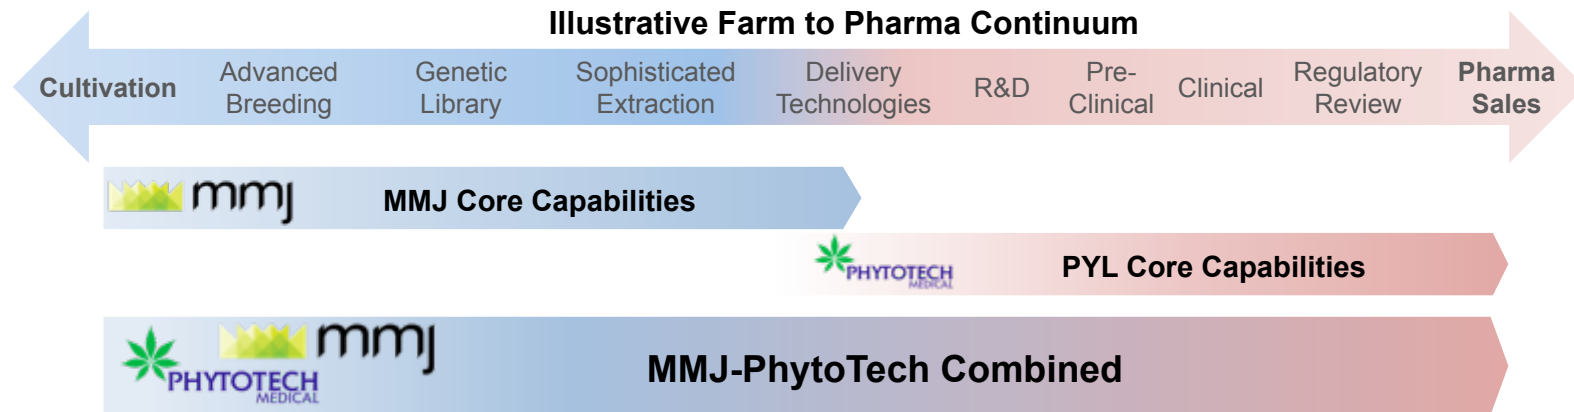 Illustrative Farm to Pharma Continuum
Cultivation
Advanced
Breeding
Genetic
Library
Sophisticated
Extraction
Delivery
Technologies
R&D
Pre-
Clinical
Clinical
Regulatory
Review
Pharma
Sales
mmj
MMJ Core Capabilities
PHYTOTECH
MEDICAL
PYL Core Capabilities
mmj
PHYTOTECH
MEDICAL
MMJ-PhytoTech Combined